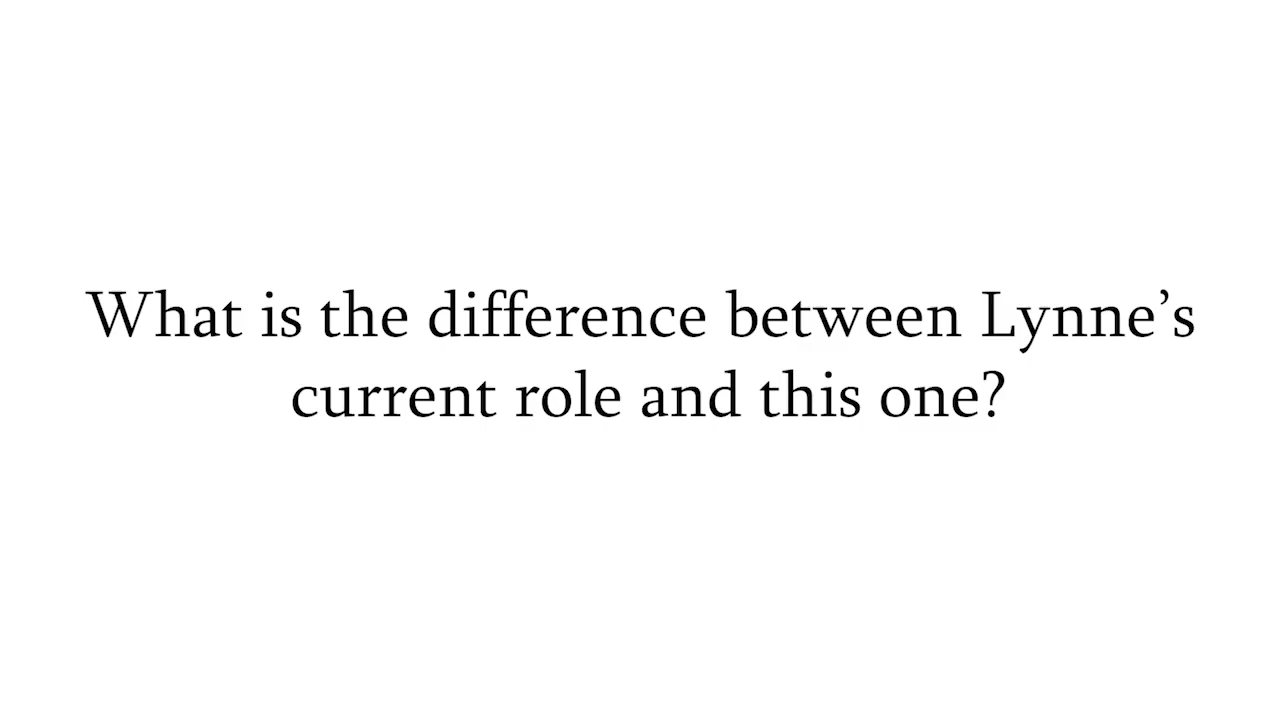 What is the difference between Lynne’s
current role and this one?